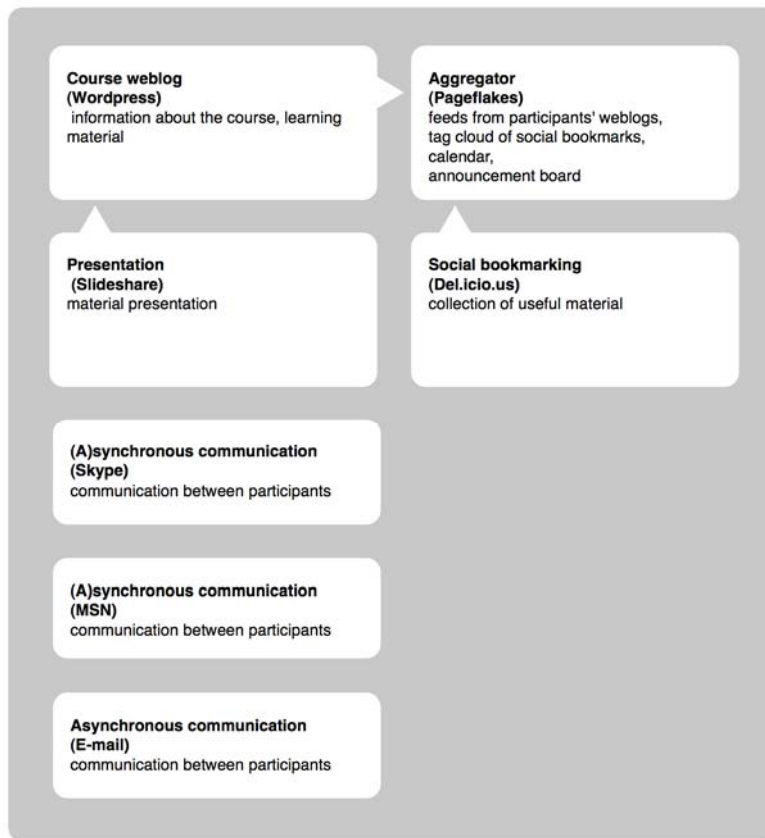 Course weblog
(Wordpress)
information about the course, learning
material
Aggregator
(Pageflakes)
feeds from participants' weblogs,
tag cloud of social bookmarks,
calendar,
announcement board
Presentation
(Slideshare)
material presentation
Social bookmarking
(Del.icio.us)
collection of useful material
(A)synchronous communication
(Skype)
communication between participants
(A)synchronous communication
(MSN)
communication between participants
Asynchronous communication
(E-mail)
communication between participants